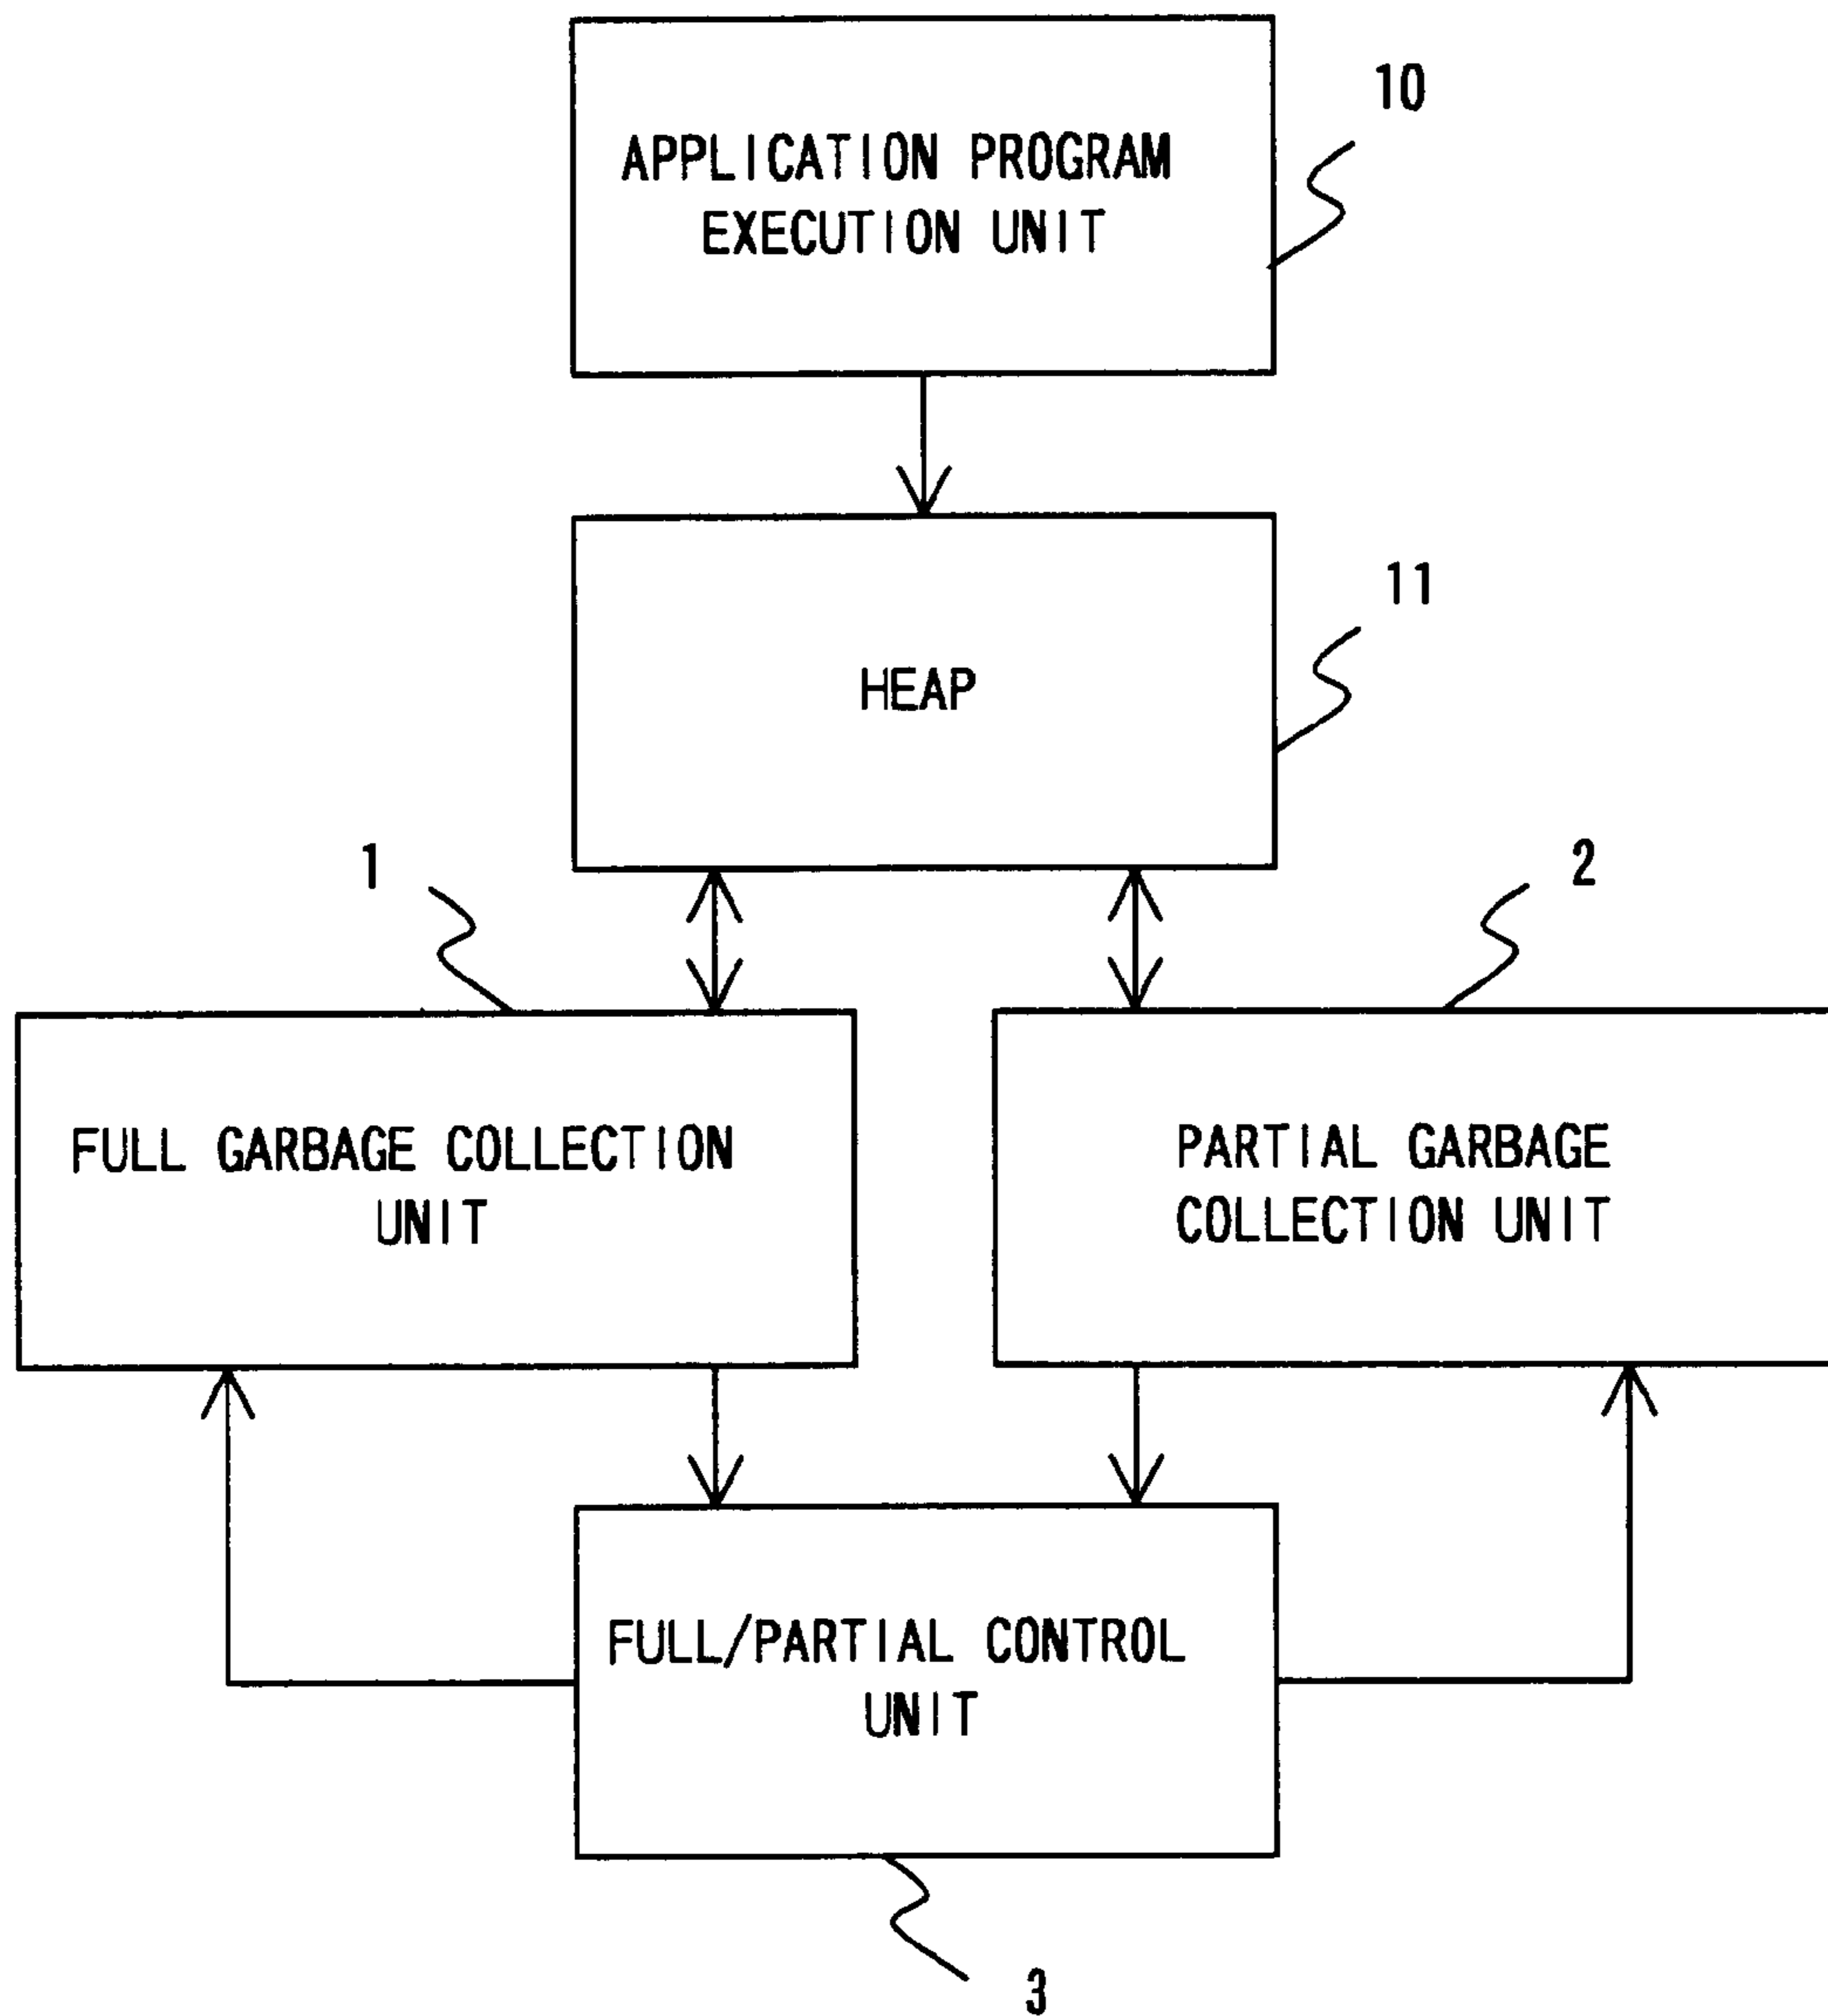 10
APPLICATION PROGRAM
EXECUTION UNIT
11
HEAP
1
2
FULL GARBAGE COLLECTION
UNIT
PARTIAL GARBAGE
COLLECTION UNIT
FULL/PARTIAL CONTROL
UNIT
3